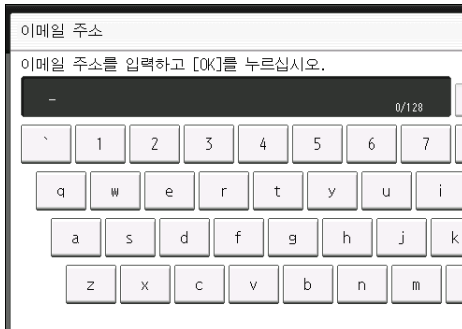 이메일 주소
이메일 주소를 입력하고 [OK]를 누르십시오.
_
0/128
` 1 2 3 4 5 6 7
q w e r t y u i
a s d f g h j k
z x c v b n m